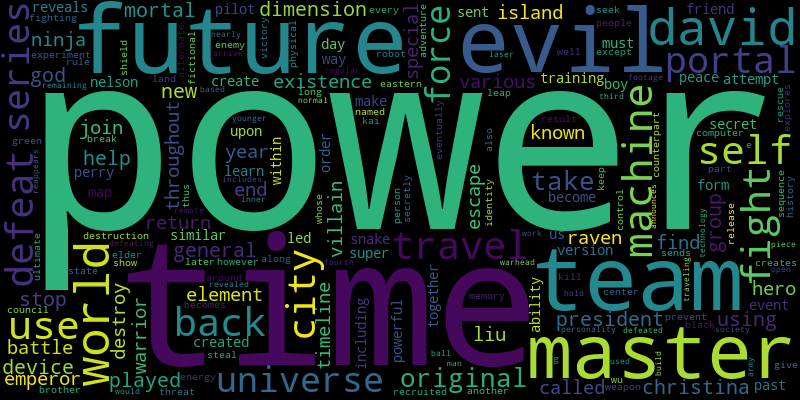 power
time
future
evil
team
master
david
portal
world
use
city
back
universe
original
travel
machine
fight
self
force
series
defeat
dimension
island
ninja
mortal
god
reveals
fighting
pilot
nearly
enemy
victory
physical
robot
every
adventure
special
sent
day
way
laser
friend
seek
people
must
well
except
footage
regular
rule
experiment
shield
fictional
land
nelson
create
existence
various
training
boy
peace
attempt
third
rescue
explores
remaining
based
long
normal
eastern
leap
new
join
break
help
perry
map
green
throughout
upon
year
within
learn
end
includes
inner
younger
thus
order
make
named
kai
person
secretly
whose
eventually
also
escape
identity
known
result
take
become
keep
control
counterpart
computer
secret
part
form
group
announces
release
technology
sequence
history
piece
creates
open
hero
event
find
sends
traveling
raven
version
us
work
kill
hold
center
president
using
prevent
black
society
personality
defeated
ability
warhead
liu
powerful
together
including
memory
snake
super
villain
led
timeline
element
similar
later
however
along
around
revealed
becomes
general
return
created
steal
energy
threat
would
played
warrior
destroy
destruction
elder
show
defeating
remote
state
ultimate
reappears
stop
council
battle
device
emperor
brother
ball
man
recruited
another
fourth
called
weapon
wu
used
build
army
christina
past
give